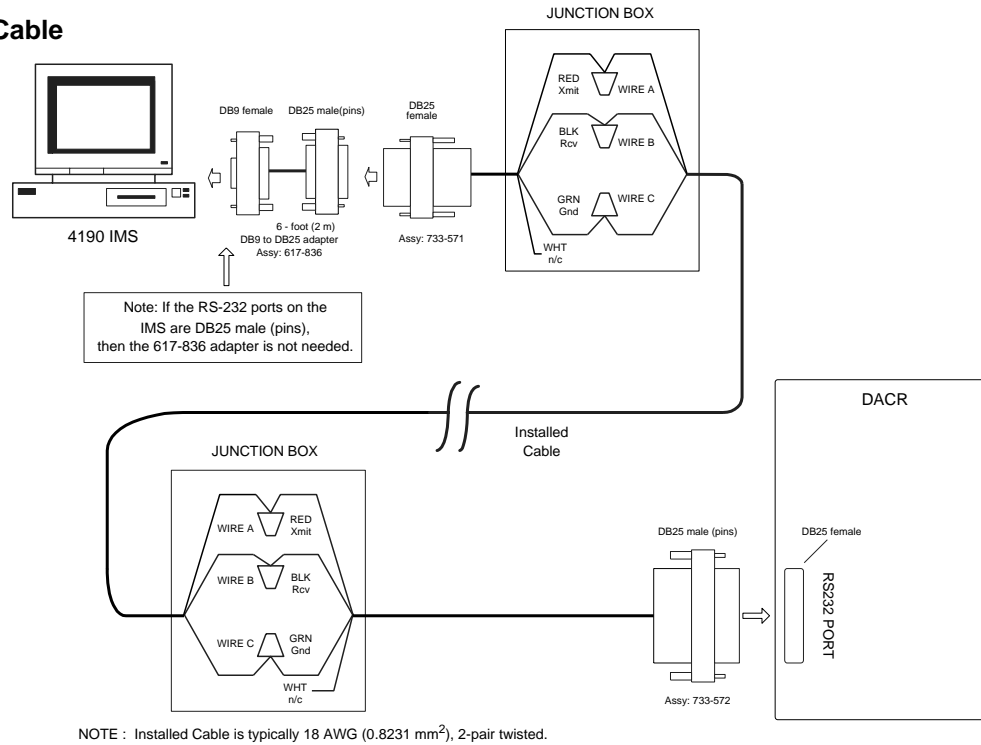 Cable
JUNCTION BOX
RED
Xmit
WIRE A
BLK
Rcv
WIRE B
GRN
Gnd
WIRE C
WHT
n/c
DB9 female
DB25 male(pins)
DB25
female
4190 IMS
6 - foot (2 m)
DB9 to DB25 adapter
Assy: 617-836
Assy: 733-571
Note: If the RS-232 ports on the
IMS are DB25 male (pins),
then the 617-836 adapter is not needed.
Installed
Cable
JUNCTION BOX
WIRE A
RED
Xmit
WIRE B
BLK
Rcv
WIRE C
GRN
Gnd
WHT
n/c
DB25 male (pins)
Assy: 733-572
DACR
DB25 female
RS232 PORT
NOTE : Installed Cable is typically 18 AWG (0.8231 mm²), 2-pair twisted.